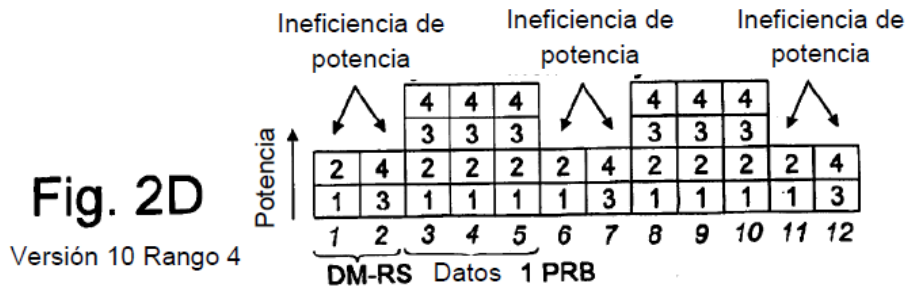 Ineficiencia de potencia
Ineficiencia de potencia
Ineficiencia de potencia
Potencia
4 4 4 4 4 4
3 3 3 3 3 3
2 4 2 2 2 2 4 2 2 2 2 4
1 3 1 1 1 1 3 1 1 1 1 3
1 2 3 4 5 6 7 8 9 10 11 12
DM-RS Datos 1 PRB
Fig. 2D
Versión 10 Rango 4